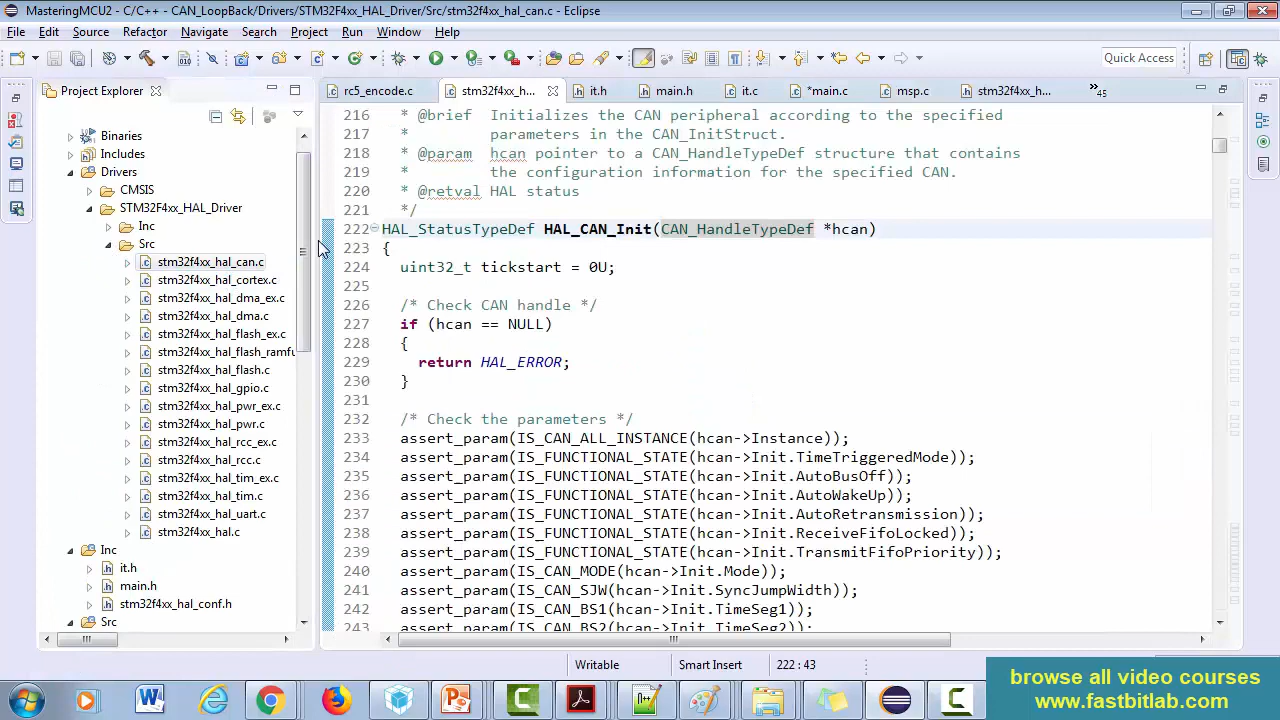 MasteringMCU2 - C/C++ - CAN_LoopBack/Drivers/STM32F4xx_HAL_Driver/Src/stm32f4xx_hal_can.c - Eclipse
File Edit Source Refactor Navigate Search Project Run Window Help
Quick Access
Project Explorer
rc5_encode.c
stm32f4xx_h...
it.h
main.h
it.c
*main.c
msp.c
stm32f4xx_h...
»45
Binaries
Includes
Drivers
CMSIS
STM32F4xx_HAL_Driver
Inc
Src
stm32f4xx_hal_can.c
stm32f4xx_hal_cortex.c
stm32f4xx_hal_dma_ex.c
stm32f4xx_hal_dma.c
stm32f4xx_hal_flash_ex.c
stm32f4xx_hal_flash_ramfu
stm32f4xx_hal_flash.c
stm32f4xx_hal_gpio.c
stm32f4xx_hal_pwr_ex.c
stm32f4xx_hal_pwr.c
stm32f4xx_hal_rcc_ex.c
stm32f4xx_hal_rcc.c
stm32f4xx_hal_tim_ex.c
stm32f4xx_hal_tim.c
stm32f4xx_hal_uart.c
stm32f4xx_hal.c
Inc
it.h
main.h
stm32f4xx_hal_conf.h
Src
216 * @brief Initializes the CAN peripheral according to the specified
217 * parameters in the CAN_InitStruct.
218 * @param hcan pointer to a CAN_HandleTypeDef structure that contains
219 * the configuration information for the specified CAN.
220 * @retval HAL status
221 */
222 HAL_StatusTypeDef HAL_CAN_Init(CAN_HandleTypeDef *hcan)
223 {
224 uint32_t tickstart = 0U;
225
226 /* Check CAN handle */
227 if (hcan == NULL)
228 {
229 return HAL_ERROR;
230 }
231
232 /* Check the parameters */
233 assert_param(IS_CAN_ALL_INSTANCE(hcan->Instance));
234 assert_param(IS_FUNCTIONAL_STATE(hcan->Init.TimeTriggeredMode));
235 assert_param(IS_FUNCTIONAL_STATE(hcan->Init.AutoBusOff));
236 assert_param(IS_FUNCTIONAL_STATE(hcan->Init.AutoWakeUp));
237 assert_param(IS_FUNCTIONAL_STATE(hcan->Init.AutoRetransmission));
238 assert_param(IS_FUNCTIONAL_STATE(hcan->Init.ReceiveFifoLocked));
239 assert_param(IS_FUNCTIONAL_STATE(hcan->Init.TransmitFifoPriority));
240 assert_param(IS_CAN_MODE(hcan->Init.Mode));
241 assert_param(IS_CAN_SJW(hcan->Init.SyncJumpWidth));
242 assert_param(IS_CAN_BS1(hcan->Init.TimeSeg1));
243 assert_param(IS_CAN_BS2(hcan->Init.TimeSeg2));
Writable
Smart Insert
222 : 43
browse all video courses
www.fastbitlab.com